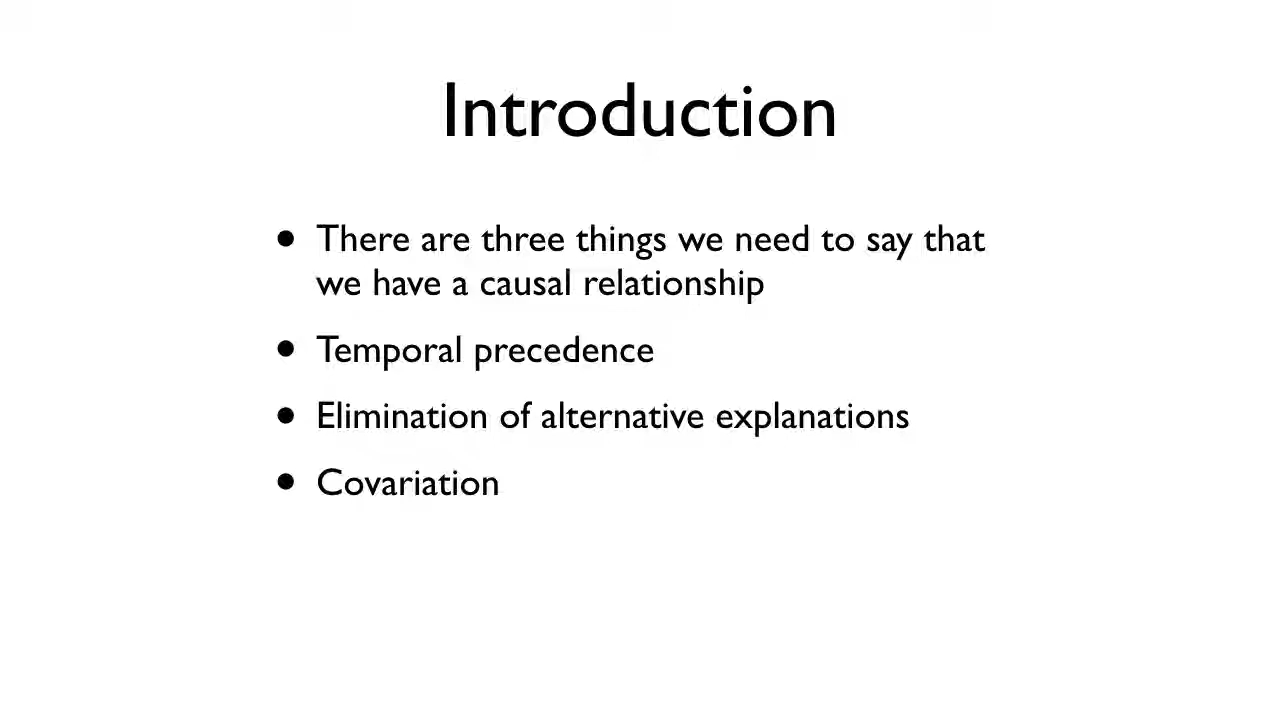 Introduction
• There are three things we need to say that
we have a causal relationship
• Temporal precedence
• Elimination of alternative explanations
• Covariation